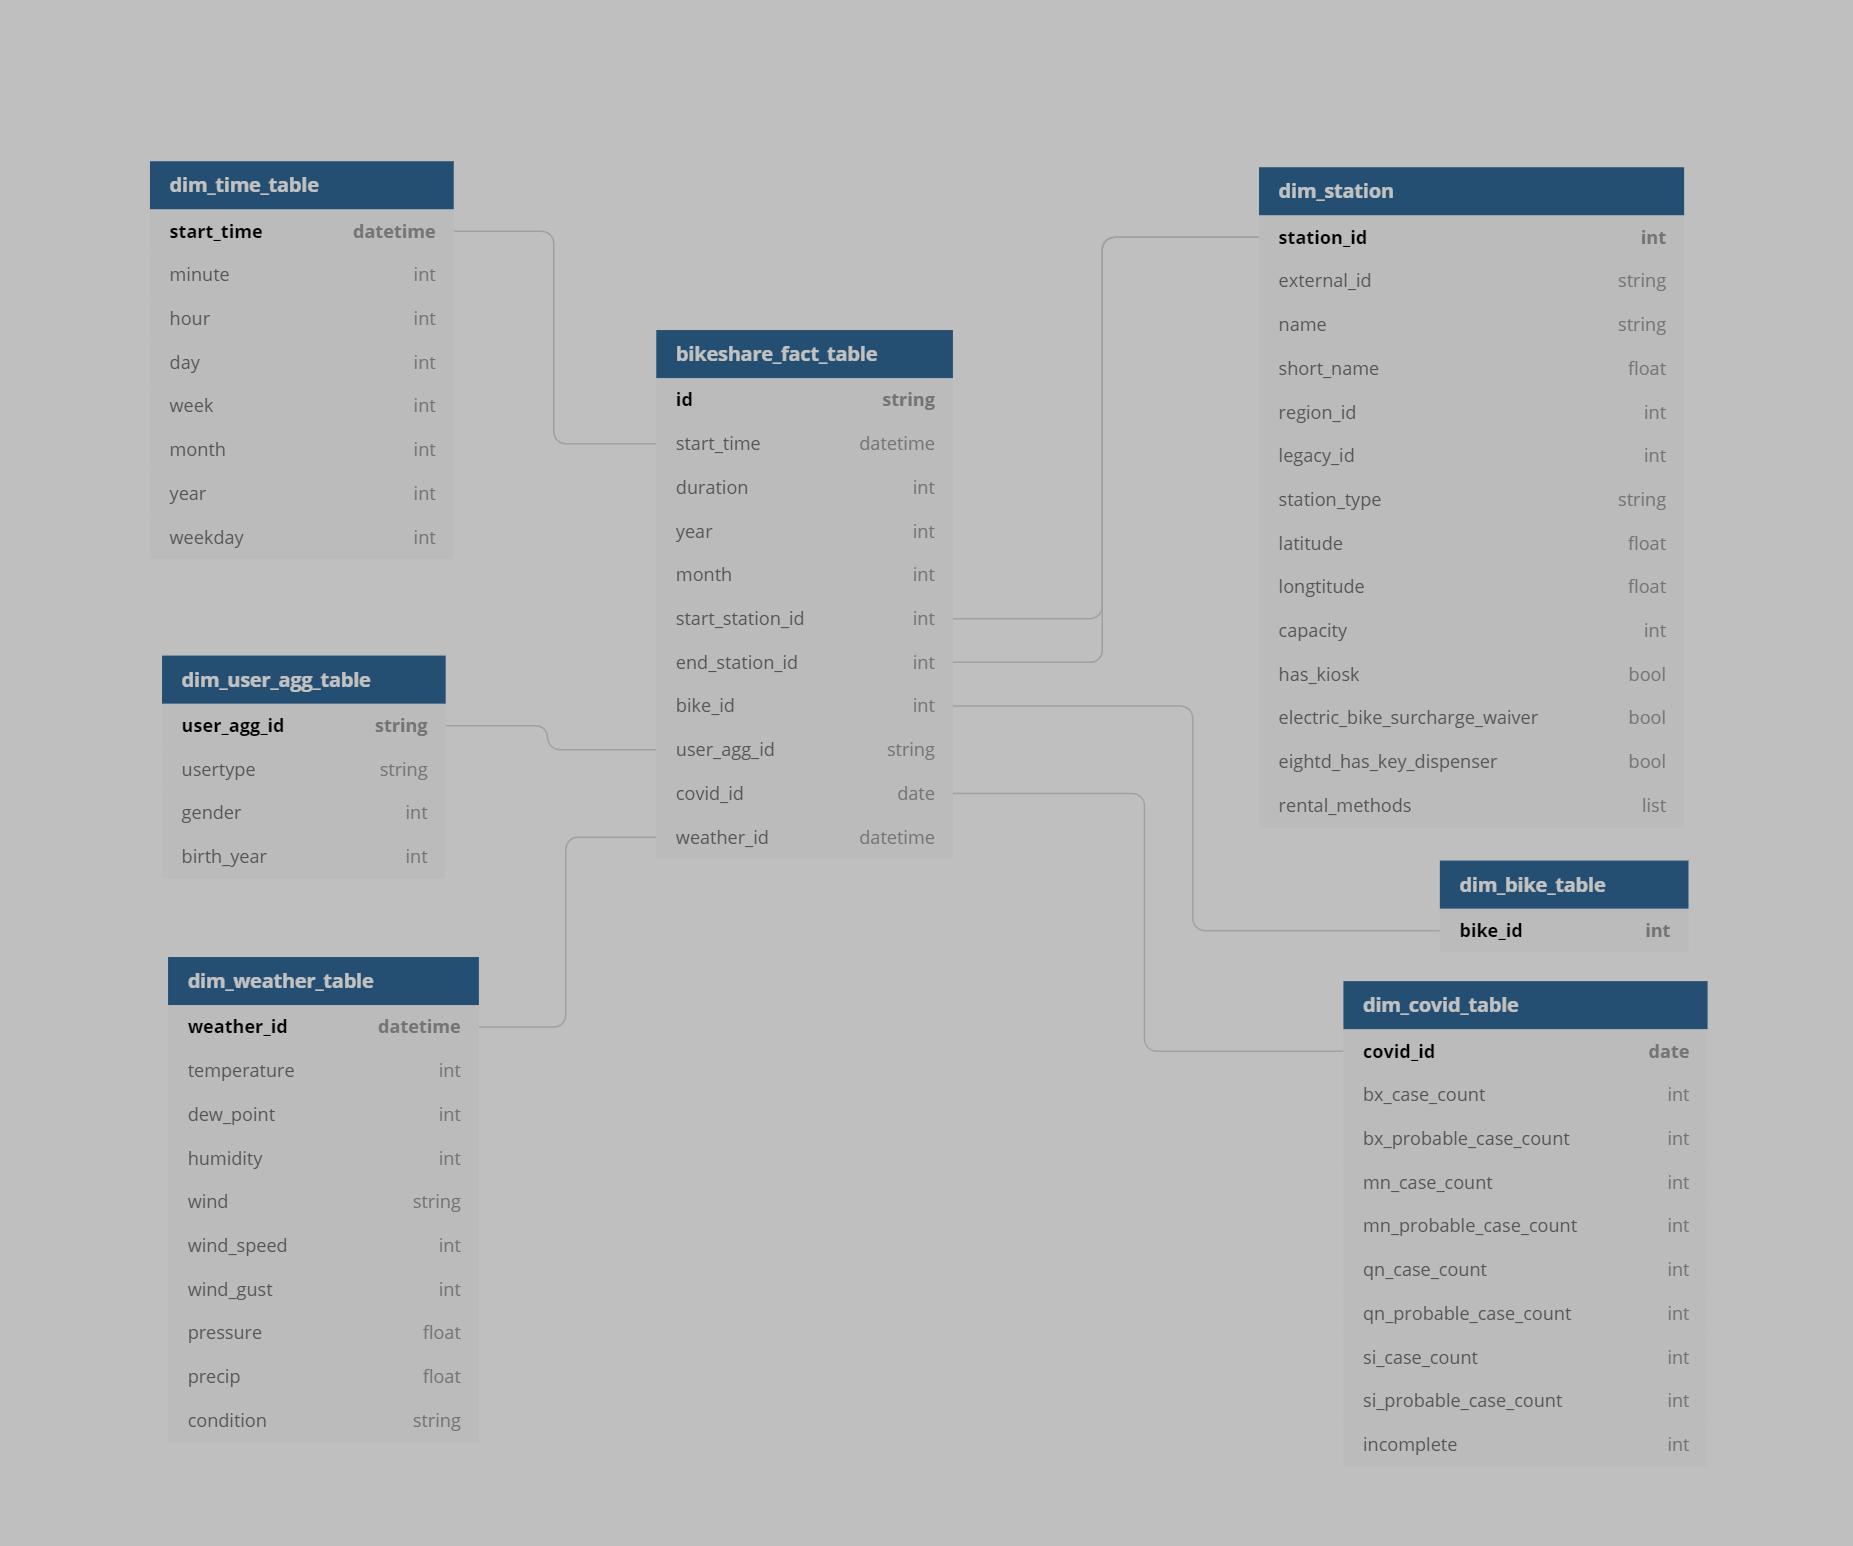 dim_time_table
start_time datetime
minute int
hour int
day int
week int
month int
year int
weekday int
dim_user_agg_table
user_agg_id string
usertype string
gender int
birth_year int
dim_weather_table
weather_id datetime
temperature int
dew_point int
humidity int
wind string
wind_speed int
wind_gust int
pressure float
precip float
condition string
bikeshare_fact_table
id string
start_time datetime
duration int
year int
month int
start_station_id int
end_station_id int
bike_id int
user_agg_id string
covid_id date
weather_id datetime
dim_station
station_id int
external_id string
name string
short_name float
region_id int
legacy_id int
station_type string
latitude float
longtitude float
capacity int
has_kiosk bool
electric_bike_surcharge_waiver bool
eightd_has_key_dispenser bool
rental_methods list
dim_bike_table
bike_id int
dim_covid_table
covid_id date
bx_case_count int
bx_probable_case_count int
mn_case_count int
mn_probable_case_count int
qn_case_count int
qn_probable_case_count int
si_case_count int
si_probable_case_count int
incomplete int